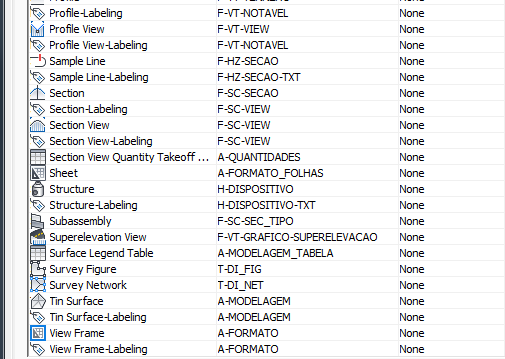 Profile-Labeling F-VT-NOTAVEL None
Profile View F-VT-VIEW None
Profile View-Labeling F-VT-NOTAVEL None
Sample Line F-HZ-SECAO None
Sample Line-Labeling F-HZ-SECAO-TXT None
Section F-SC-SECAO None
Section-Labeling F-SC-VIEW None
Section View F-SC-VIEW None
Section View-Labeling F-SC-VIEW None
Section View Quantity Takeoff ... A-QUANTIDADES None
Sheet A-FORMATO_FOLHAS None
Structure H-DISPOSITIVO None
Structure-Labeling H-DISPOSITIVO-TXT None
Subassembly F-SC-SEC_TIPO None
Superelevation View F-VT-GRAFICO-SUPERELEVACAO None
Surface Legend Table A-MODELAGEM_TABELA None
Survey Figure T-DI_FIG None
Survey Network T-DI_NET None
Tin Surface A-MODELAGEM None
Tin Surface-Labeling A-MODELAGEM None
View Frame A-FORMATO None
View Frame-Labeling A-FORMATO None